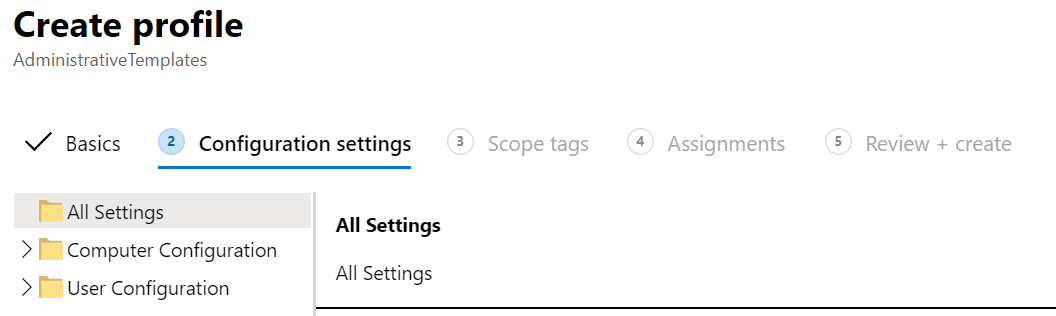 Create profile
AdministrativeTemplates
Basics 2 Configuration settings 3 Scope tags 4 Assignments 5 Review + create
All Settings
Computer Configuration
User Configuration
All Settings
All Settings